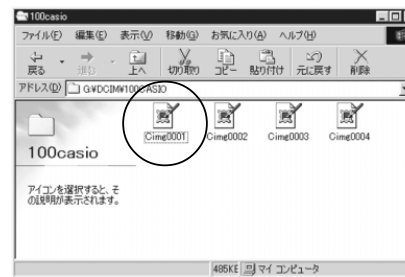 100casio
ファイル(F) 編集(E) 表示(V) 移動(G) お気に入り(A) ヘルプ(H)
戻る 進む 上へ 切り取り コピー 貼り付け 元に戻す 削除
アドレス(D) G:¥DCIM¥100CASIO
100casio
アイコンを選択すると、そ
の説明が表示されます。
Cimg0001 Cimg0002 Cimg0003 Cimg0004
485KB マイ コンピュータ